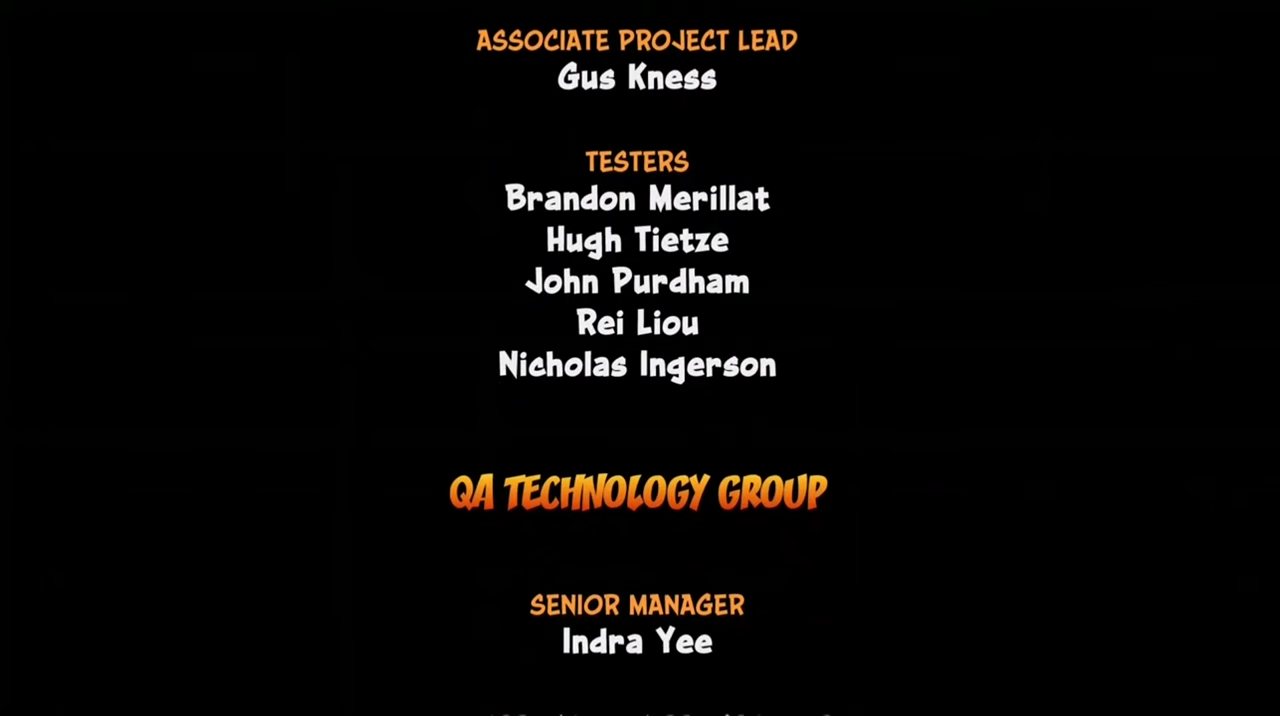 ASSOCIATE PROJECT LEAD
Gus Kness
TESTERS
Brandon Merillat
Hugh Tietze
John Purdham
Rei Liou
Nicholas Ingerson
QA TECHNOLOGY GROUP
SENIOR MANAGER
Indra Yee